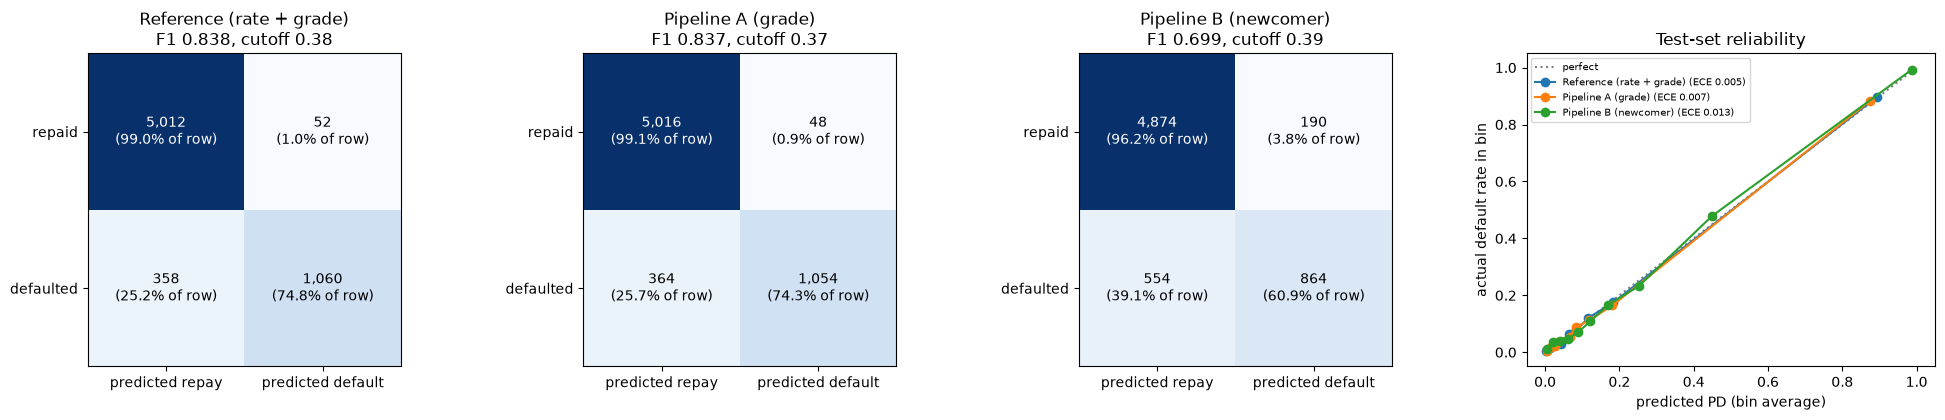 Reference (rate + grade)
F1 0.838, cutoff 0.38
repaid
5,012
(99.0% of row)
52
(1.0% of row)
defaulted
358
(25.2% of row)
1,060
(74.8% of row)
predicted repay
predicted default
Pipeline A (grade)
F1 0.837, cutoff 0.37
repaid
5,016
(99.1% of row)
48
(0.9% of row)
defaulted
364
(25.7% of row)
1,054
(74.3% of row)
predicted repay
predicted default
Pipeline B (newcomer)
F1 0.699, cutoff 0.39
repaid
4,874
(96.2% of row)
190
(3.8% of row)
defaulted
554
(39.1% of row)
864
(60.9% of row)
predicted repay
predicted default
Test-set reliability
perfect
Reference (rate + grade) (ECE 0.005)
Pipeline A (grade) (ECE 0.007)
Pipeline B (newcomer) (ECE 0.013)
actual default rate in bin
1.0
0.8
0.6
0.4
0.2
0.0
0.0
0.2
0.4
0.6
0.8
1.0
predicted PD (bin average)